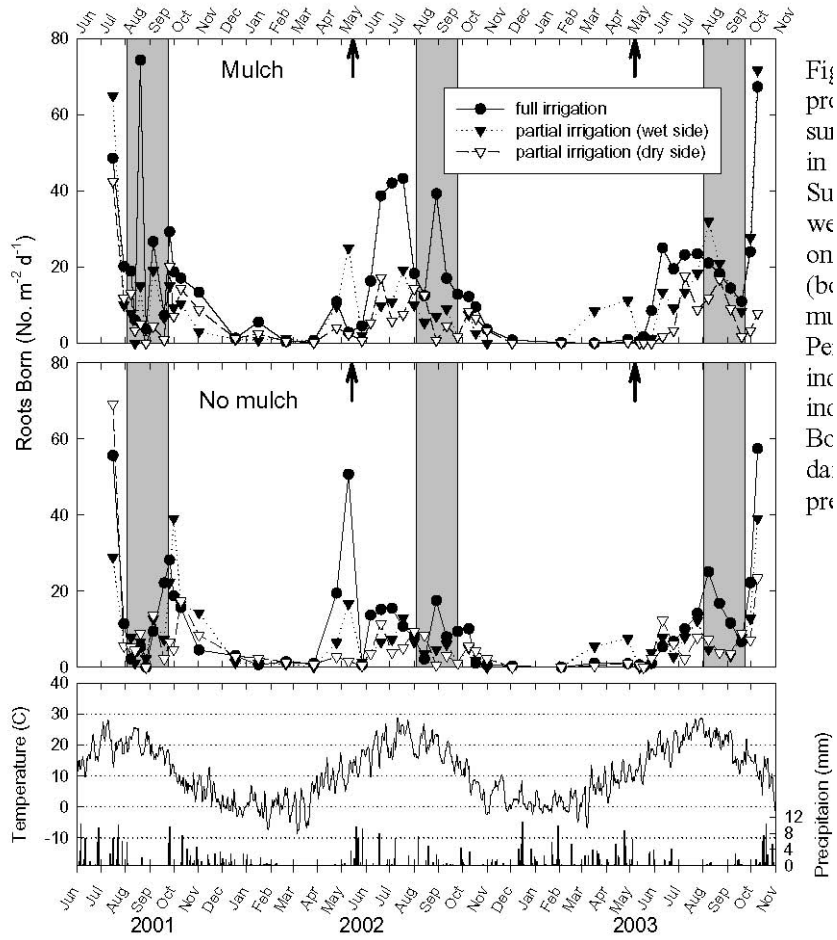 Jun Jul Aug Sep Oct Nov Dec Jan Feb Mar Apr May Jun Jul Aug Sep Oct Nov Dec Jan Feb Mar Apr May Jun Jul Aug Sep Oct Nov
80
60
40
20
0
Mulch
full irrigation
partial irrigation (wet side)
partial irrigation (dry side)
Roots Born (No. m⁻² d⁻¹)
80
60
40
20
0
No mulch
40
30
20
10
0
-10
Temperature (C)
12
8
4
0
Precipitaion (mm)
Jun Jul Aug Sep Oct Nov Dec Jan Feb Mar Apr May Jun Jul Aug Sep Oct Nov Dec Jan Feb Mar Apr May Jun Jul Aug Sep Oct Nov
2001 2002 2003
Fig
pro
sur
in
Su
we
on
(bo
mu
Per
ind
ind
Bo
dar
pre